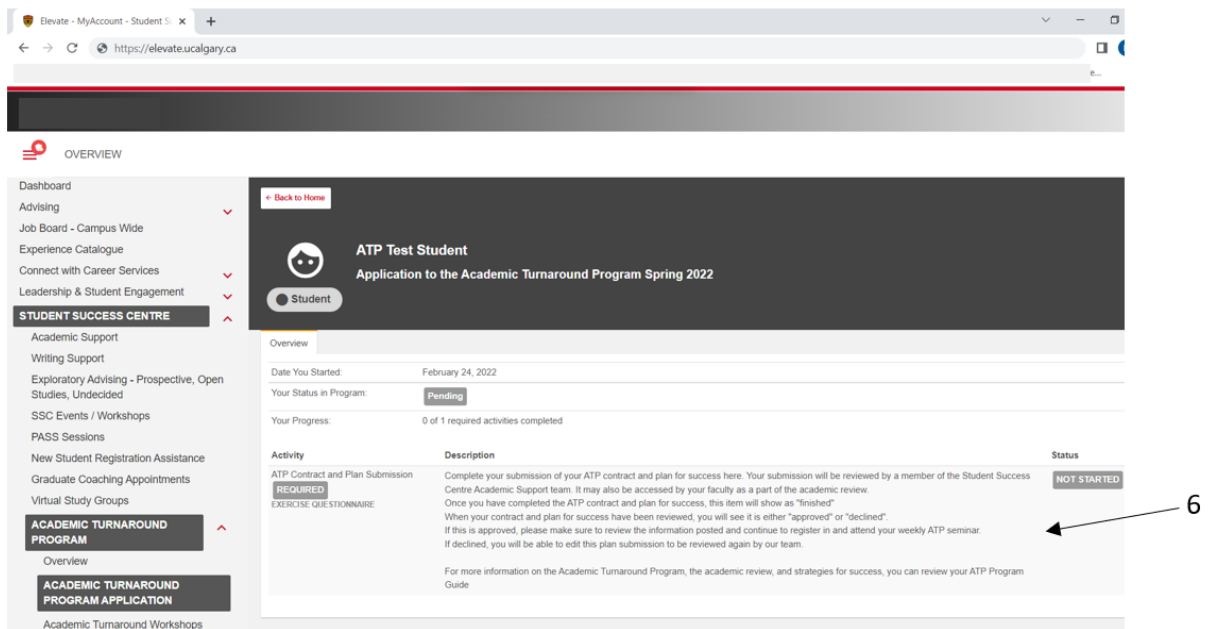 Elevate - MyAccount - Student S
https://elevate.ucalgary.ca
e...
OVERVIEW
Dashboard
Advising
Job Board - Campus Wide
Experience Catalogue
Connect with Career Services
Leadership & Student Engagement
STUDENT SUCCESS CENTRE
Academic Support
Writing Support
Exploratory Advising - Prospective, Open
Studies, Undecided
SSC Events / Workshops
PASS Sessions
New Student Registration Assistance
Graduate Coaching Appointments
Virtual Study Groups
ACADEMIC TURNAROUND
PROGRAM
Overview
ACADEMIC TURNAROUND
PROGRAM APPLICATION
Academic Turnaround Workshops
← Back to Home
ATP Test Student
Application to the Academic Turnaround Program Spring 2022
Student
Overview
Date You Started: February 24, 2022
Your Status in Program: Pending
Your Progress: 0 of 1 required activities completed
Activity Description Status
ATP Contract and Plan Submission
REQUIRED
EXERCISE QUESTIONNAIRE
Complete your submission of your ATP contract and plan for success here. Your submission will be reviewed by a member of the Student Success
Centre Academic Support team. It may also be accessed by your faculty as a part of the academic review.
Once you have completed the ATP contract and plan for success, this item will show as "finished"
When your contract and plan for success have been reviewed, you will see it is either "approved" or "declined".
If this is approved, please make sure to review the information posted and continue to register in and attend your weekly ATP seminar.
If declined, you will be able to edit this plan submission to be reviewed again by our team.
For more information on the Academic Turnaround Program, the academic review, and strategies for success, you can review your ATP Program
Guide
NOT STARTED
6